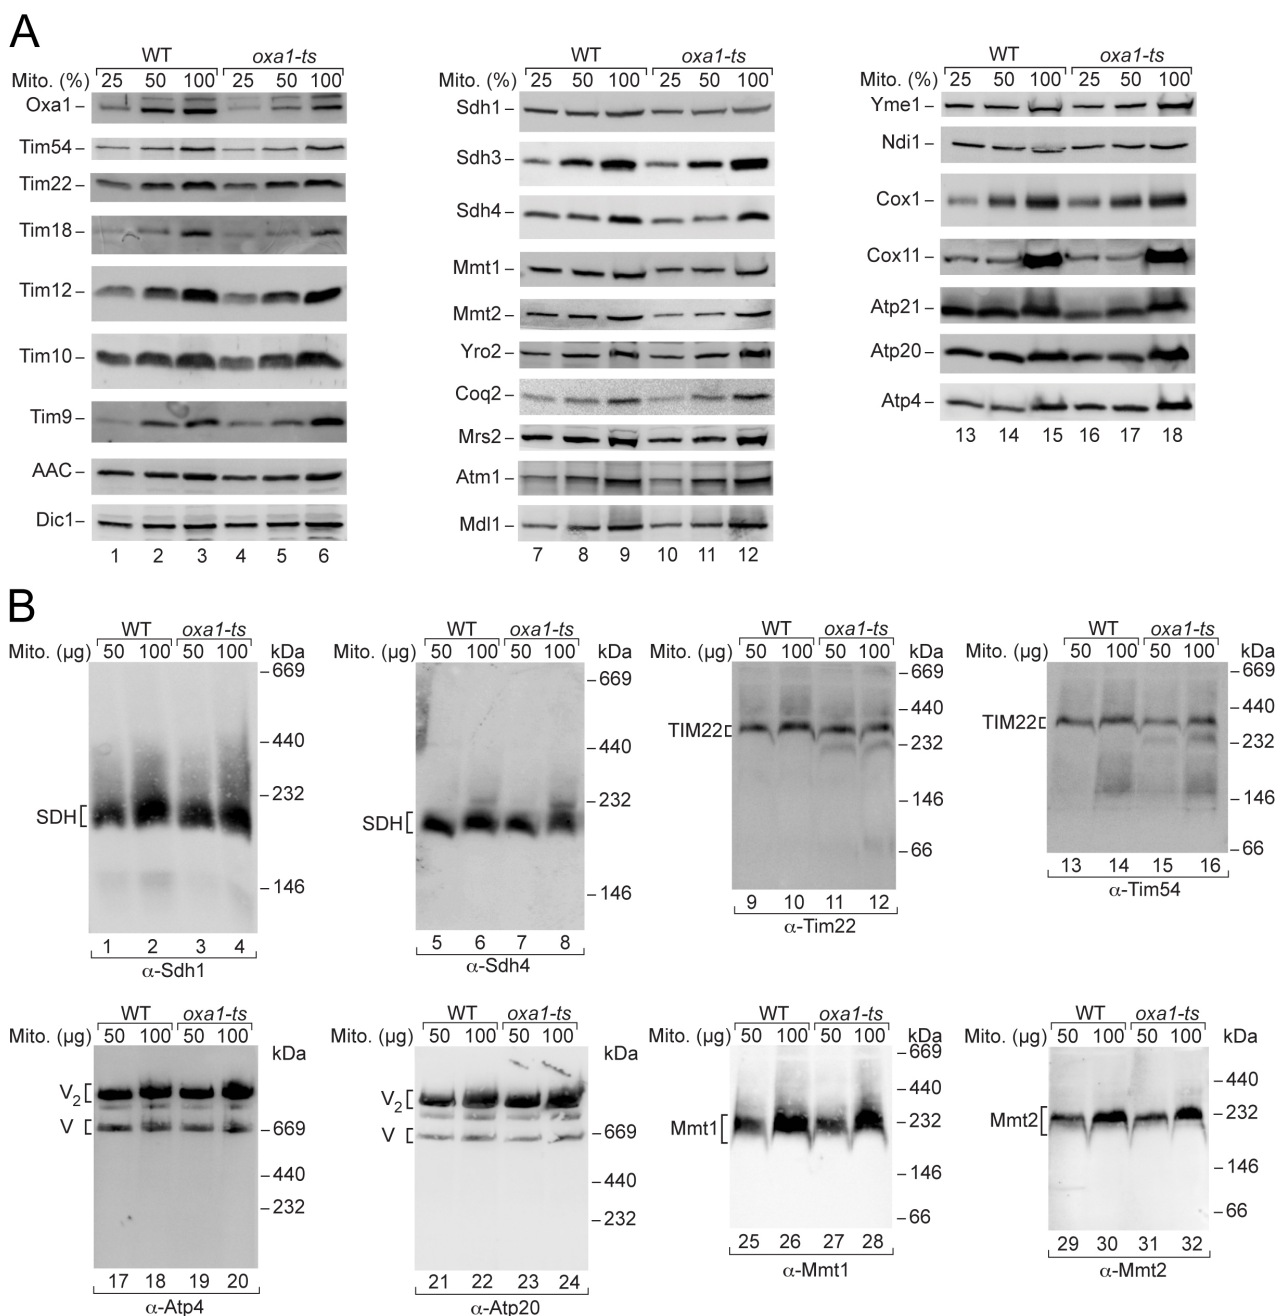 A
WT oxa1-ts
Mito. (%) 25 50 100 25 50 100
Oxa1
Tim54
Tim22
Tim18
Tim12
Tim10
Tim9
AAC
Dic1
1 2 3 4 5 6
WT oxa1-ts
Mito. (%) 25 50 100 25 50 100
Sdh1
Sdh3
Sdh4
Mmt1
Mmt2
Yro2
Coq2
Mrs2
Atm1
Mdl1
7 8 9 10 11 12
WT oxa1-ts
Mito. (%) 25 50 100 25 50 100
Yme1
Ndi1
Cox1
Cox11
Atp21
Atp20
Atp4
13 14 15 16 17 18
B
WT oxa1-ts
Mito. (µg) 50 100 50 100 kDa
669
440
232
SDH
146
1 2 3 4
α-Sdh1
WT oxa1-ts
Mito. (µg) 50 100 50 100 kDa
669
440
232
SDH
146
5 6 7 8
α-Sdh4
WT oxa1-ts
Mito. (µg) 50 100 50 100 kDa
669
440
TIM22
232
146
66
9 10 11 12
α-Tim22
WT oxa1-ts
Mito. (µg) 50 100 50 100 kDa
669
440
TIM22
232
146
66
13 14 15 16
α-Tim54
WT oxa1-ts
Mito. (µg) 50 100 50 100
kDa
V2
V
669
440
232
17 18 19 20
α-Atp4
WT oxa1-ts
Mito. (µg) 50 100 50 100
kDa
V2
V
669
440
232
21 22 23 24
α-Atp20
WT oxa1-ts
Mito. (µg) 50 100 50 100 kDa
669
440
Mmt1
232
146
66
25 26 27 28
α-Mmt1
WT oxa1-ts
Mito. (µg) 50 100 50 100 kDa
440
Mmt2
232
146
66
29 30 31 32
α-Mmt2